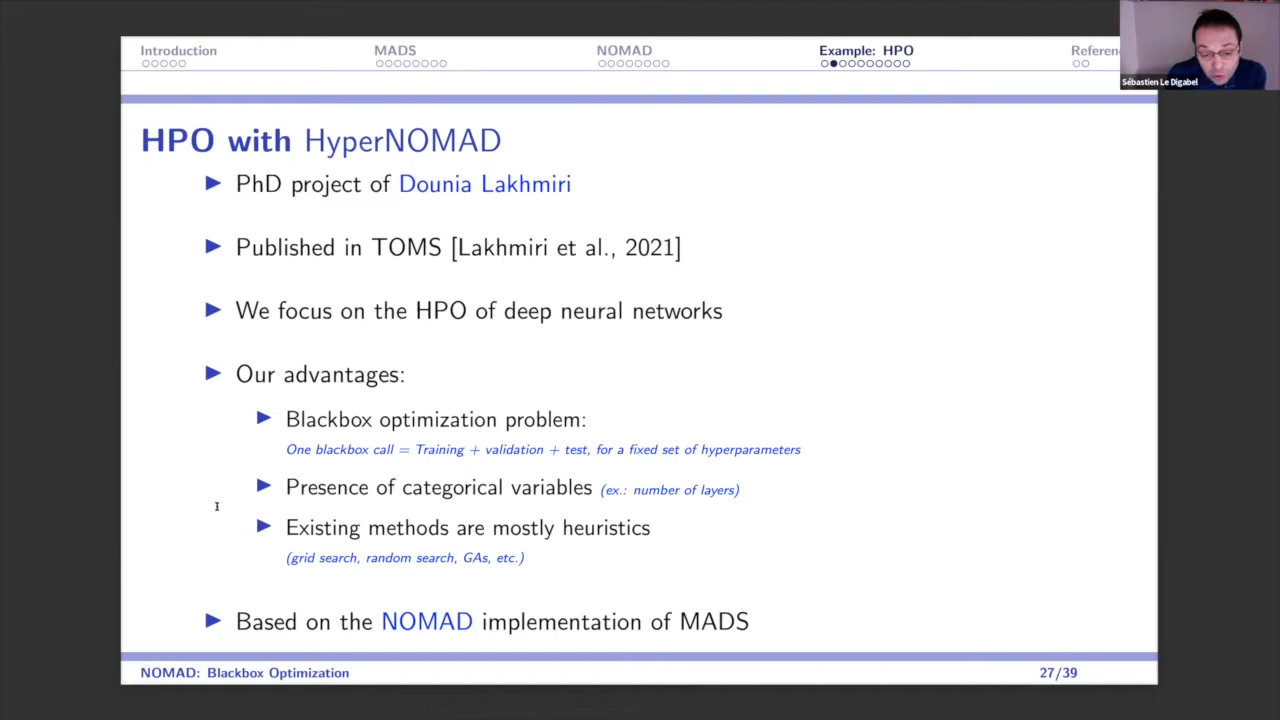 Introduction
MADS
NOMAD
Example: HPO
Referen
Sébastien Le Digabel
HPO with HyperNOMAD
PhD project of Dounia Lakhmiri
Published in TOMS [Lakhmiri et al., 2021]
We focus on the HPO of deep neural networks
Our advantages:
Blackbox optimization problem:
One blackbox call = Training + validation + test, for a fixed set of hyperparameters
Presence of categorical variables (ex.: number of layers)
Existing methods are mostly heuristics
(grid search, random search, GAs, etc.)
Based on the NOMAD implementation of MADS
NOMAD: Blackbox Optimization
27/39